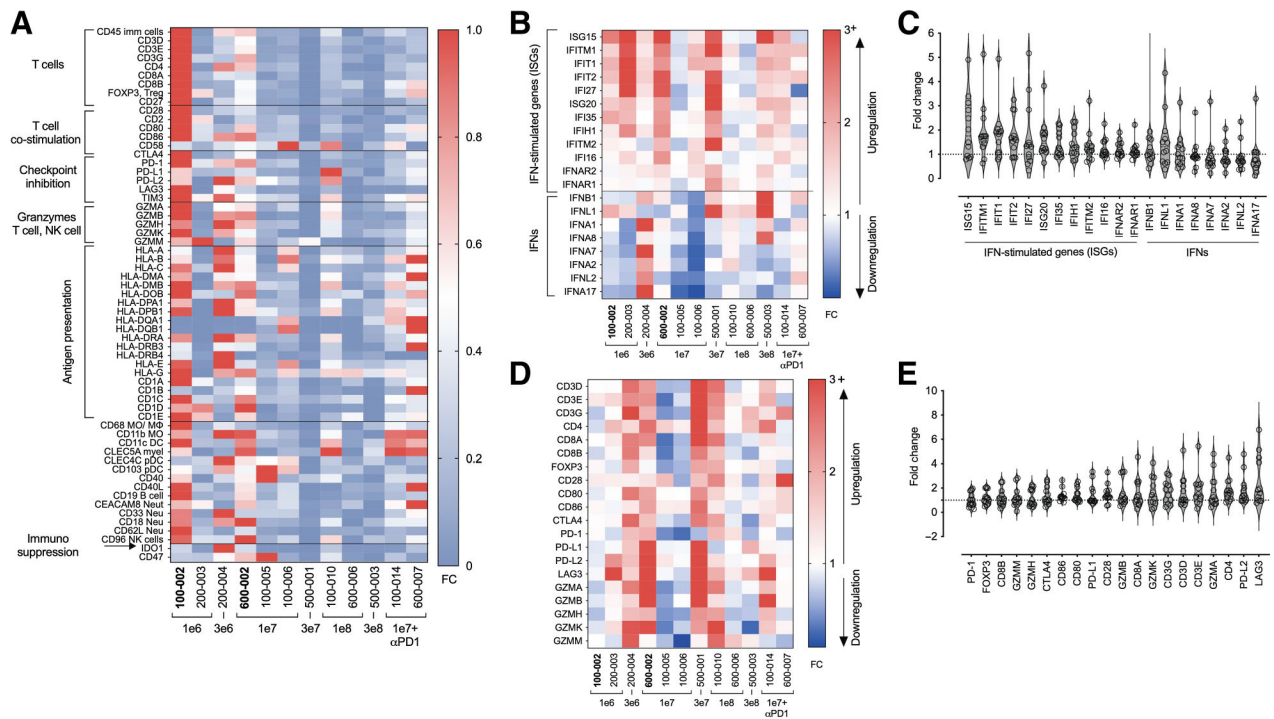 A
T cells
T cell
co-stimulation
Checkpoint
inhibition
Granzymes
T cell, NK cell
Antigen presentation
Immuno
suppression
CD45 imm cells
CD3D
CD3E
CD3G
CD4
CD8A
CD8B
FOXP3, Treg
CD27
CD28
CD2
CD80
CD86
CD58
CTLA4
PD-1
PD-L1
PD-L2
LAG3
TIM3
GZMA
GZMB
GZMH
GZMK
GZMM
HLA-A
HLA-B
HLA-C
HLA-DMA
HLA-DMB
HLA-DOB
HLA-DPA1
HLA-DPB1
HLA-DQA1
HLA-DQB1
HLA-DRA
HLA-DRB3
HLA-DRB4
HLA-E
HLA-G
CD1A
CD1B
CD1C
CD1D
CD1E
CD68 MO/ MΦ
CD11b MO
CD11c DC
CLEC5A myel
CLEC4C pDC
CD103 pDC
CD40
CD40L
CD19 B cell
CEACAM8 Neut
CD33 Neu
CD18 Neu
CD62L Neu
CD96 NK cells
IDO1
CD47
1.0
0.8
0.6
0.4
0.2
0
FC
100-002
200-003
200-004
600-002
100-005
100-006
500-001
100-010
600-006
500-003
100-014
600-007
1e6
3e6
1e7
3e7
1e8
3e8
1e7+
αPD1
B
IFN-stimulated genes (ISGs)
IFNs
ISG15
IFITM1
IFIT1
IFIT2
IFI27
ISG20
IFI35
IFIH1
IFITM2
IFI16
IFNAR2
IFNAR1
IFNB1
IFNL1
IFNA1
IFNA8
IFNA7
IFNA2
IFNL2
IFNA17
3+
2
1
Upregulation
Downregulation
FC
100-002
200-003
200-004
600-002
100-005
100-006
500-001
100-010
600-006
500-003
100-014
600-007
1e6
3e6
1e7
3e7
1e8
3e8
1e7+
αPD1
C
Fold change
6
5
4
3
2
1
0
ISG15
IFITM1
IFIT1
IFIT2
IFI27
ISG20
IFI35
IFIH1
IFITM2
IFI16
IFNAR2
IFNAR1
IFNB1
IFNL1
IFNA1
IFNA8
IFNA7
IFNA2
IFNL2
IFNA17
IFN-stimulated genes (ISGs)
IFNs
D
CD3D
CD3E
CD3G
CD4
CD8A
CD8B
FOXP3
CD28
CD80
CD86
CTLA4
PD-1
PD-L1
PD-L2
LAG3
GZMA
GZMB
GZMH
GZMK
GZMM
3+
2
1
Upregulation
Downregulation
FC
100-002
200-003
200-004
600-002
100-005
100-006
500-001
100-010
600-006
500-003
100-014
600-007
1e6
3e6
1e7
3e7
1e8
3e8
1e7+
αPD1
E
Fold change
10
8
6
4
2
0
−2
PD-1
FOXP3
CD8B
GZMM
GZMH
CTLA4
CD86
CD80
PD-L1
CD28
GZMB
CD8A
GZMK
CD3G
CD3D
CD3E
GZMA
CD4
PD-L2
LAG3